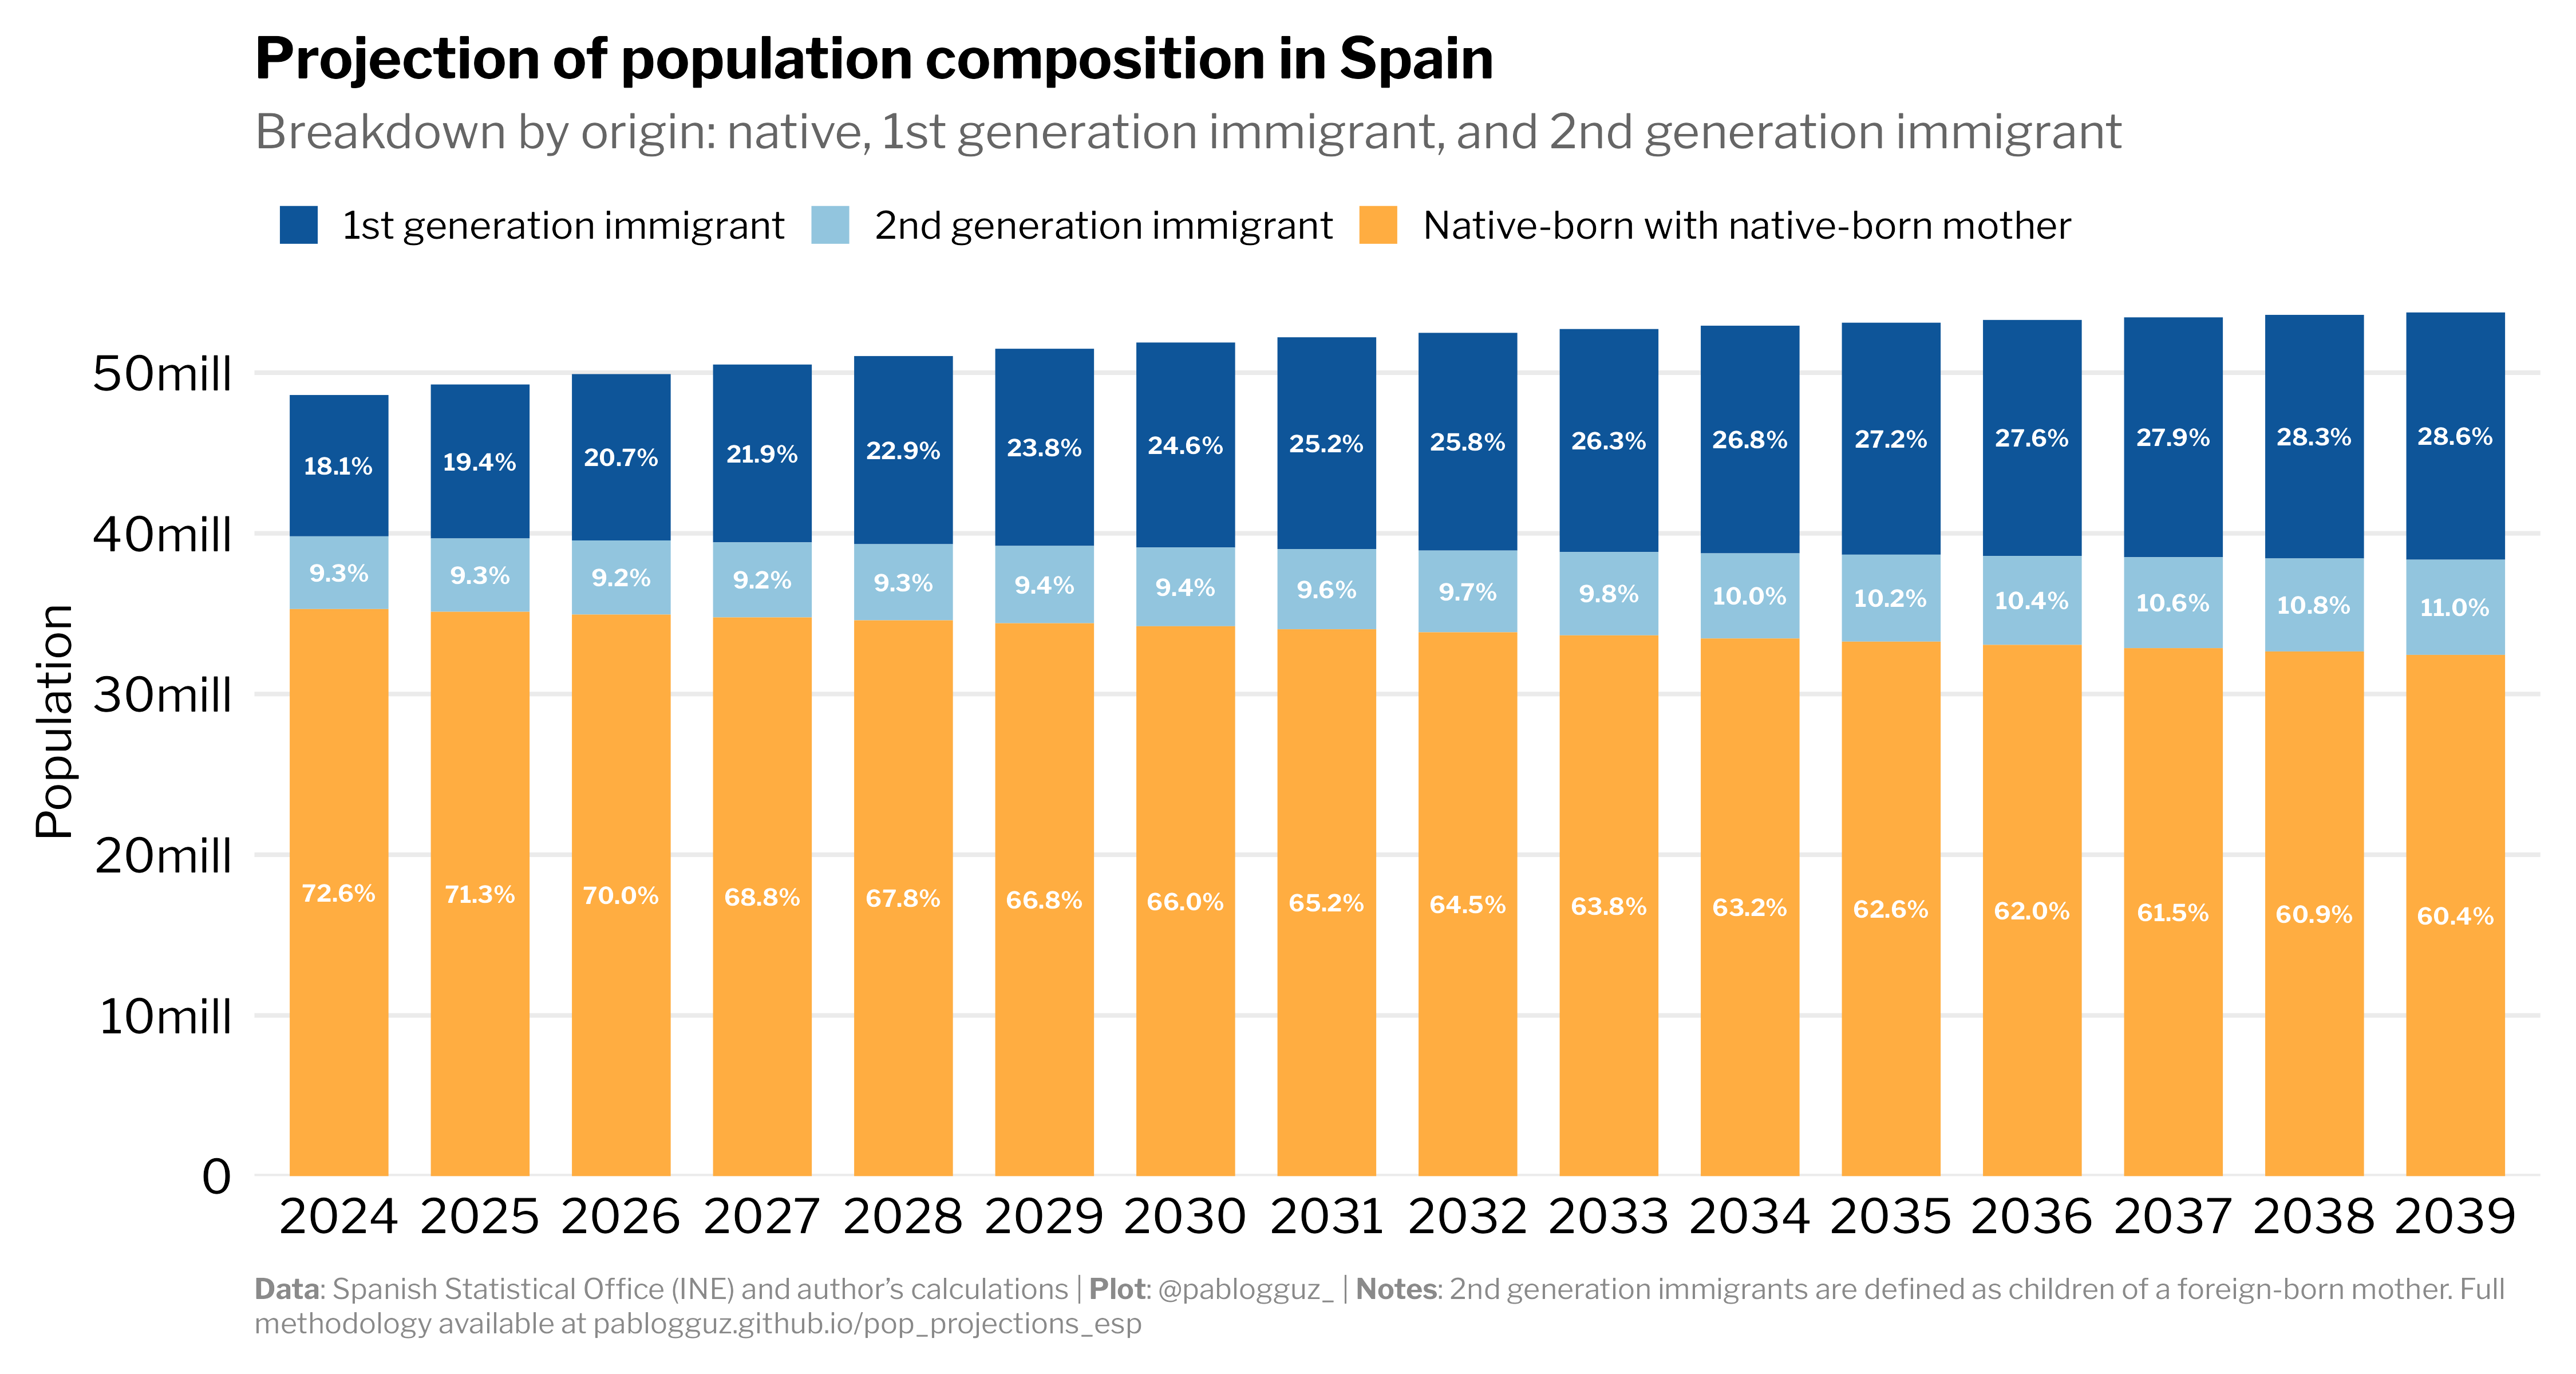 Projection of population composition in Spain
Breakdown by origin: native, 1st generation immigrant, and 2nd generation immigrant
1st generation immigrant 2nd generation immigrant Native-born with native-born mother
Population
50mill
40mill
30mill
20mill
10mill
0
18.1% 19.4% 20.7% 21.9% 22.9% 23.8% 24.6% 25.2% 25.8% 26.3% 26.8% 27.2% 27.6% 27.9% 28.3% 28.6%
9.3% 9.3% 9.2% 9.2% 9.3% 9.4% 9.4% 9.6% 9.7% 9.8% 10.0% 10.2% 10.4% 10.6% 10.8% 11.0%
72.6% 71.3% 70.0% 68.8% 67.8% 66.8% 66.0% 65.2% 64.5% 63.8% 63.2% 62.6% 62.0% 61.5% 60.9% 60.4%
2024 2025 2026 2027 2028 2029 2030 2031 2032 2033 2034 2035 2036 2037 2038 2039
Data: Spanish Statistical Office (INE) and author’s calculations | Plot: @pablogguz_ | Notes: 2nd generation immigrants are defined as children of a foreign-born mother. Full
methodology available at pablogguz.github.io/pop_projections_esp